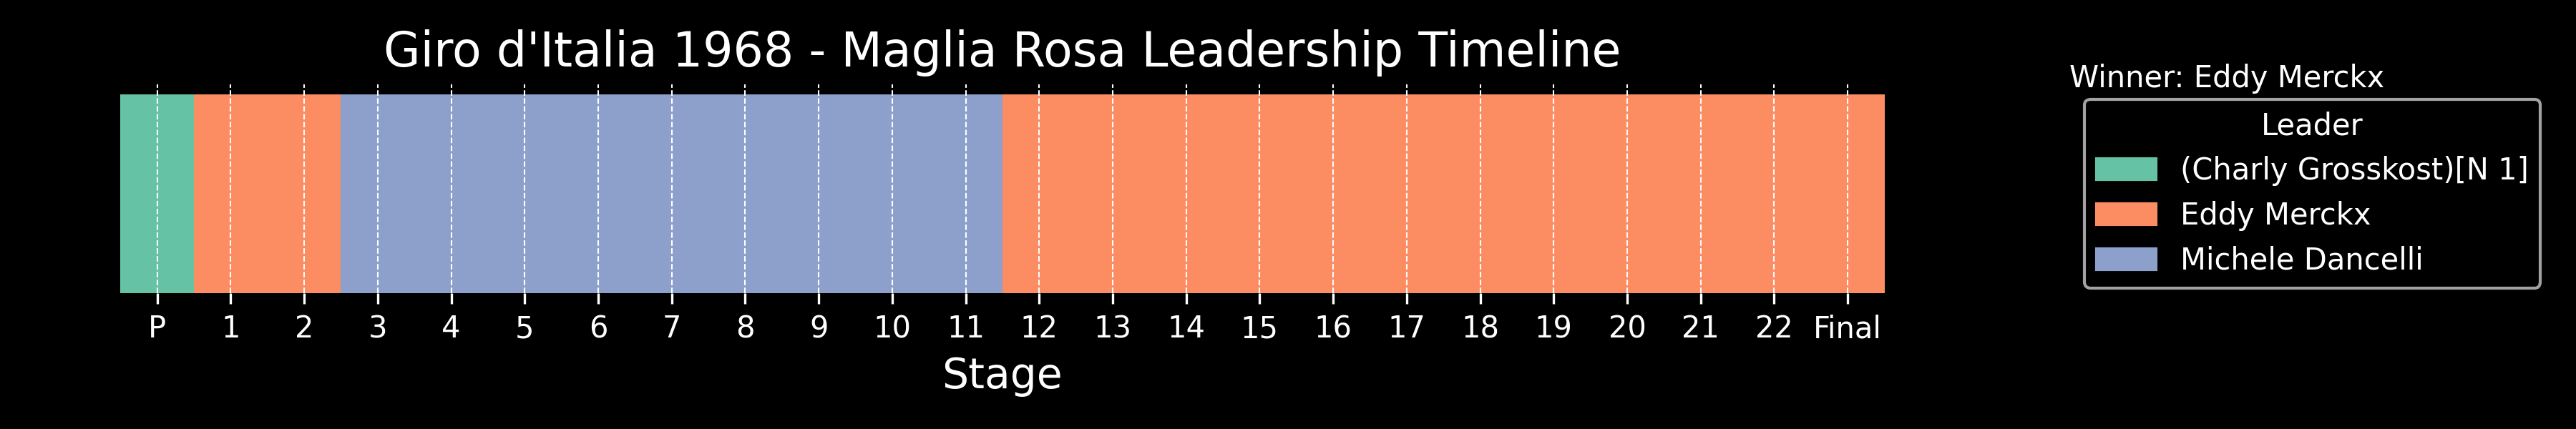 Giro d'Italia 1968 - Maglia Rosa Leadership Timeline
Winner: Eddy Merckx
Leader
(Charly Grosskost)[N 1]
Eddy Merckx
Michele Dancelli
P 1 2 3 4 5 6 7 8 9 10 11 12 13 14 15 16 17 18 19 20 21 22 Final
Stage